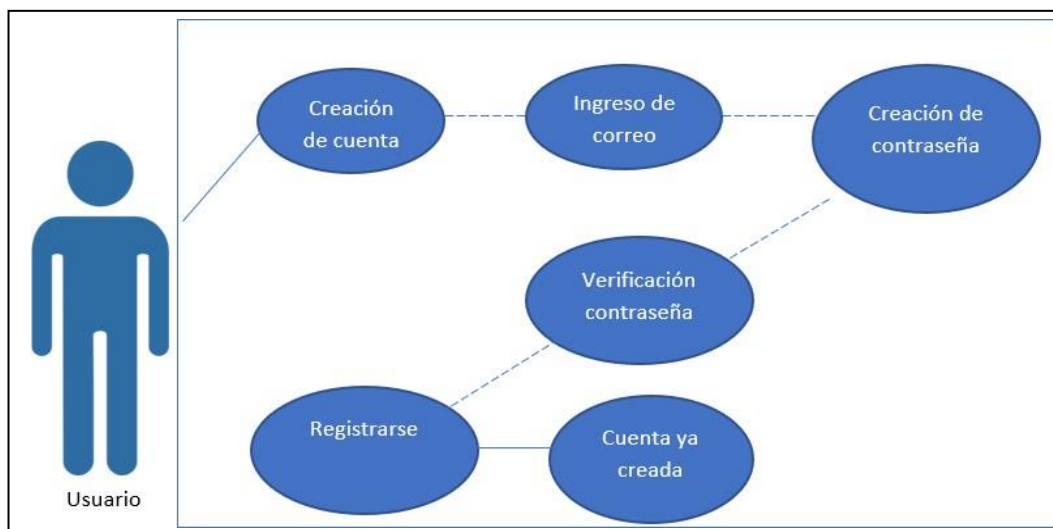 Creación
de cuenta
Ingreso de
correo
Creación de
contraseña
Verificación
contraseña
Registrarse
Cuenta ya
creada
Usuario